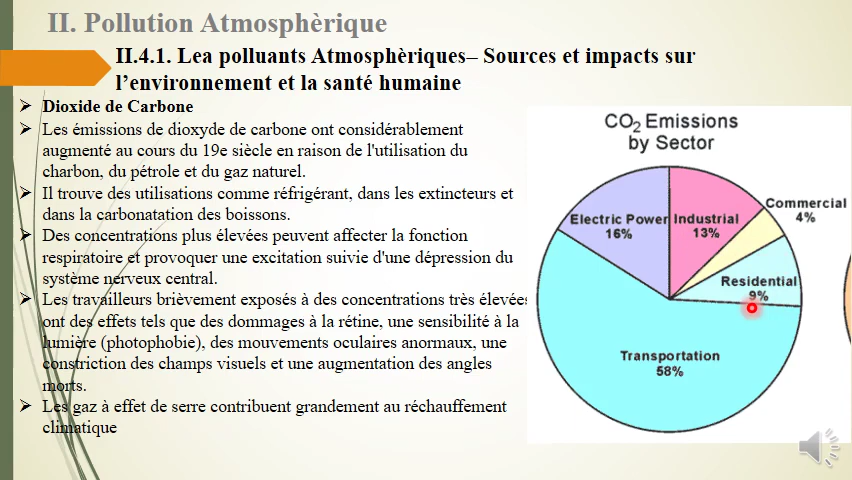 II. Pollution Atmosphèrique
II.4.1. Lea polluants Atmosphèriques– Sources et impacts sur
l’environnement et la santé humaine
Dioxide de Carbone
Les émissions de dioxyde de carbone ont considérablement
augmenté au cours du 19e siècle en raison de l'utilisation du
charbon, du pétrole et du gaz naturel.
Il trouve des utilisations comme réfrigérant, dans les extincteurs et
dans la carbonatation des boissons.
Des concentrations plus élevées peuvent affecter la fonction
respiratoire et provoquer une excitation suivie d'une dépression du
système nerveux central.
Les travailleurs brièvement exposés à des concentrations très élevées
ont des effets tels que des dommages à la rétine, une sensibilité à la
lumière (photophobie), des mouvements oculaires anormaux, une
constriction des champs visuels et une augmentation des angles
morts.
Les gaz à effet de serre contribuent grandement au réchauffement
climatique
CO2 Emissions
by Sector
Commercial
4%
Electric Power
16%
Industrial
13%
Residential
9%
Transportation
58%